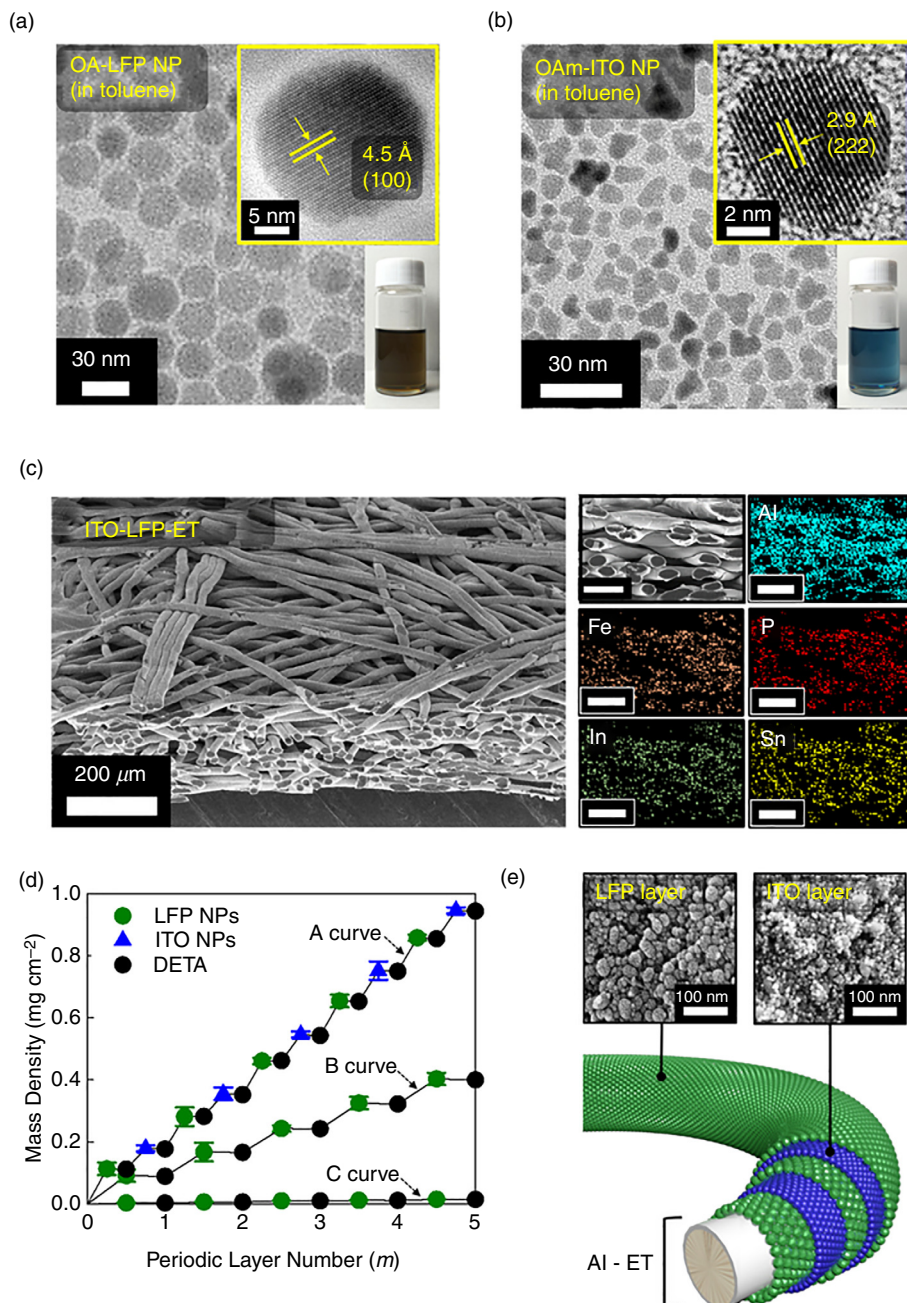 (a)
OA-LFP NP
(in toluene)
4.5 Å
(100)
5 nm
30 nm
(b)
OAm-ITO NP
(in toluene)
2.9 A
(222)
2 nm
30 nm
(c)
ITO-LFP-ET
200 μm
Al
Fe
P
In
Sn
(d)
1.0
0.8
0.6
0.4
0.2
0.0
Mass Density (mg cm⁻²)
LFP NPs
ITO NPs
DETA
A curve
B curve
C curve
0 1 2 3 4 5
Periodic Layer Number (m)
(e)
LFP layer
100 nm
ITO layer
100 nm
AI - ET